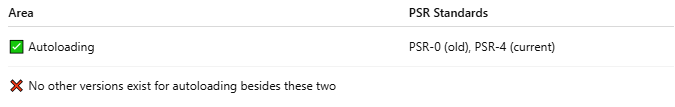 Area PSR Standards
✅ Autoloading PSR-0 (old), PSR-4 (current)
❌ No other versions exist for autoloading besides these two